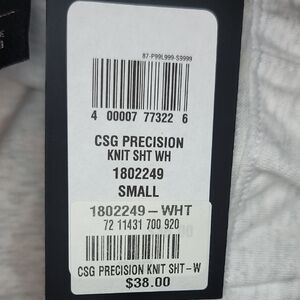 87-P99L999-S9999
4 00007 77322 6
CSG PRECISION
KNIT SHT WH
1802249
SMALL
1802249-WHT
72 11431 700 920
CSG PRECISION KNIT SHT-W
$38.00